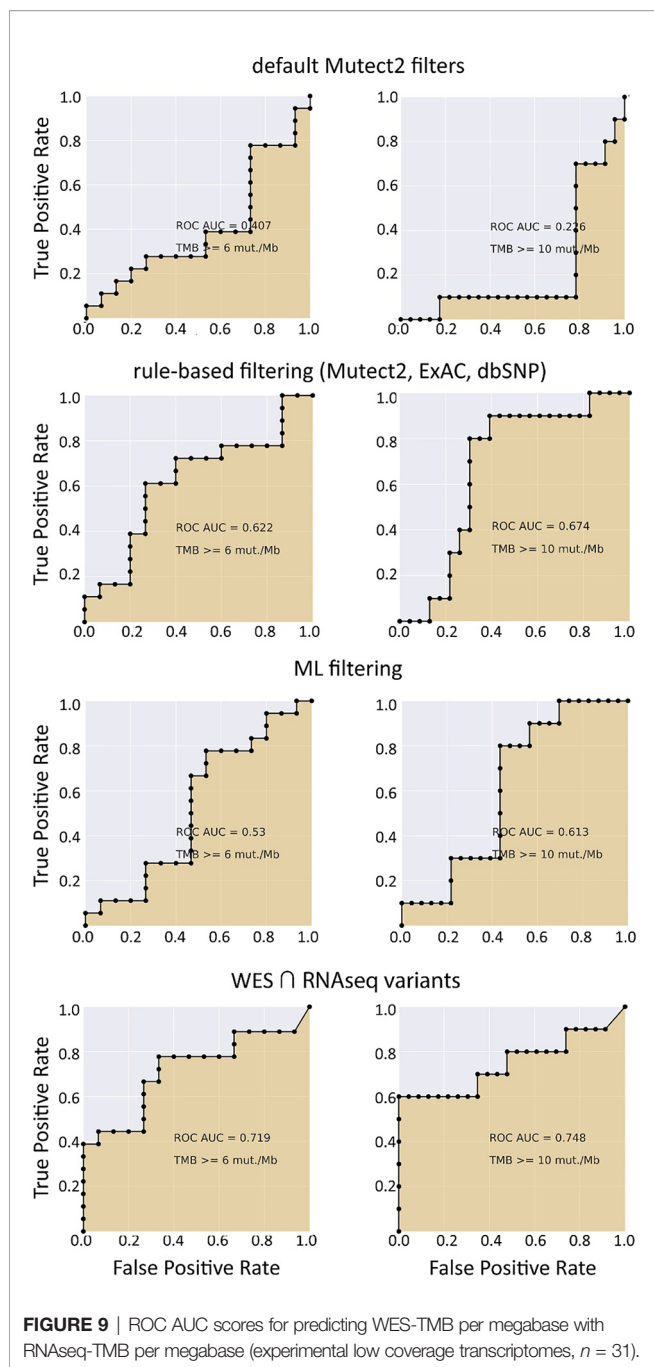 default Mutect2 filters
True Positive Rate
1.0
0.8
0.6
0.4
0.2
ROC AUC = 0.407
TMB >= 6 mut./Mb
0.0 0.2 0.4 0.6 0.8 1.0
1.0
0.8
0.6
0.4
0.2
ROC AUC = 0.226
TMB >= 10 mut./Mb
0.0 0.2 0.4 0.6 0.8 1.0
rule-based filtering (Mutect2, ExAC, dbSNP)
True Positive Rate
1.0
0.8
0.6
0.4
0.2
ROC AUC = 0.622
TMB >= 6 mut./Mb
0.0 0.2 0.4 0.6 0.8 1.0
1.0
0.8
0.6
0.4
0.2
ROC AUC = 0.674
TMB >= 10 mut./Mb
0.0 0.2 0.4 0.6 0.8 1.0
ML filtering
True Positive Rate
1.0
0.8
0.6
0.4
0.2
ROC AUC = 0.53
TMB >= 6 mut./Mb
0.0 0.2 0.4 0.6 0.8 1.0
1.0
0.8
0.6
0.4
0.2
ROC AUC = 0.613
TMB >= 10 mut./Mb
0.0 0.2 0.4 0.6 0.8 1.0
WES ∩ RNAseq variants
True Positive Rate
1.0
0.8
0.6
0.4
0.2
ROC AUC = 0.719
TMB >= 6 mut./Mb
0.0 0.2 0.4 0.6 0.8 1.0
False Positive Rate
1.0
0.8
0.6
0.4
0.2
ROC AUC = 0.748
TMB >= 10 mut./Mb
0.0 0.2 0.4 0.6 0.8 1.0
False Positive Rate
FIGURE 9 | ROC AUC scores for predicting WES-TMB per megabase with
RNAseq-TMB per megabase (experimental low coverage transcriptomes, n = 31).